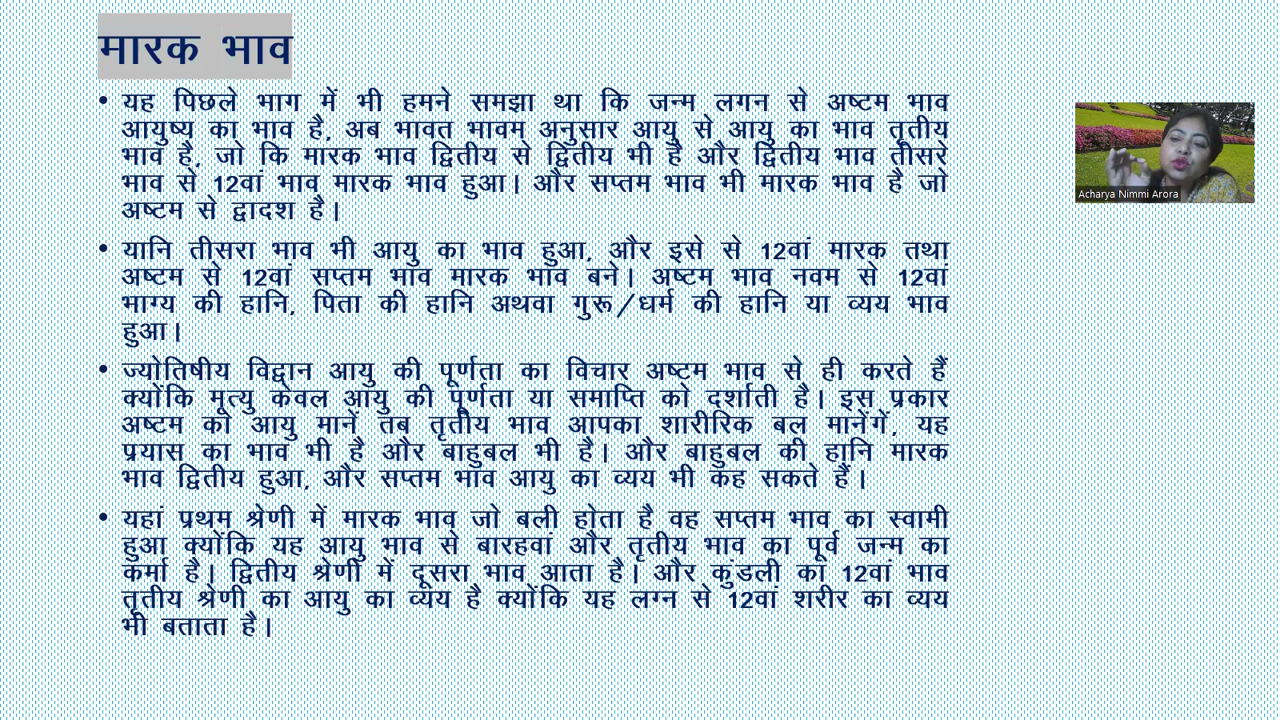 मारक भाव
• यह पिछले भाग में भी हमने समझा था कि जन्म लगन से अष्टम भाव
आयुष्य का भाव है, अब भावत भावम अनुसार आयु से आयु का भाव तृतीय
भाव है, जो कि मारक भाव द्वितीय से द्वितीय भी है और द्वितीय भाव तीसरे
भाव से 12वां भाव मारक भाव हुआ। और सप्तम भाव भी मारक भाव है जो
अष्टम से द्वादश है।
• यानि तीसरा भाव भी आयु का भाव हुआ, और इसे से 12वां मारक तथा
अष्टम से 12वां सप्तम भाव मारक भाव बने। अष्टम भाव नवम से 12वां
भाग्य की हानि, पिता की हानि अथवा गुरू/धर्म की हानि या व्यय भाव
हुआ।
• ज्योतिषीय विद्वान आयु की पूर्णता का विचार अष्टम भाव से ही करते हैं
क्योंकि मृत्यु केवल आयु की पूर्णता या समाप्ति को दर्शाती है। इस प्रकार
अष्टम को आयु मानें तब तृतीय भाव आपका शारीरिक बल मानेंगें, यह
प्रयास का भाव भी है और बाहुबल भी है। और बाहुबल की हानि मारक
भाव द्वितीय हुआ, और सप्तम भाव आयु का व्यय भी कह सकते हैं।
• यहां प्रथम श्रेणी में मारक भाव जो बली होता है वह सप्तम भाव का स्वामी
हुआ क्योंकि यह आयु भाव से बारहवां और तृतीय भाव का पूर्व जन्म का
कर्मा है। द्वितीय श्रेणी में दूसरा भाव आता है। और कुंडली का 12वां भाव
तृतीय श्रेणी का आयु का व्यय है क्योंकि यह लग्न से 12वां शरीर का व्यय
भी बताता है।
Acharya Nimmi Arora